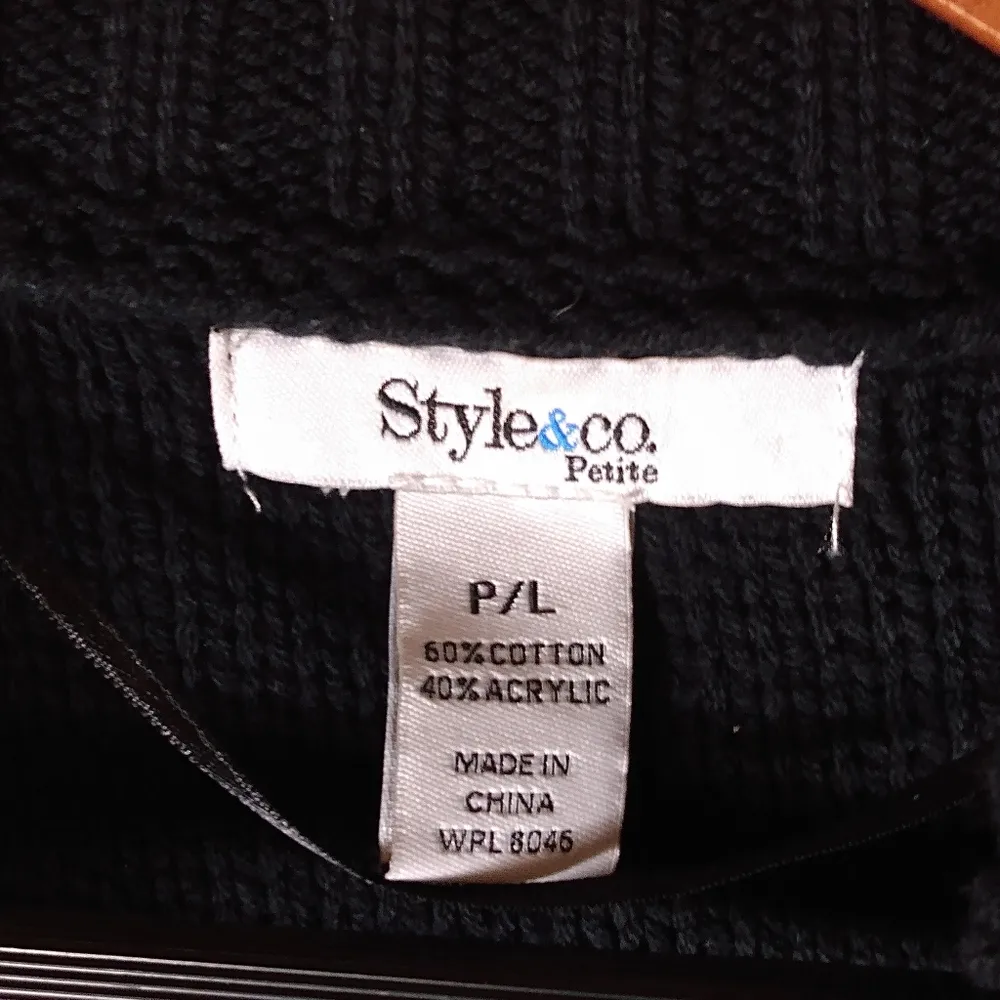 Style&co.
Petite
P/L
60%COTTON
40%ACRYLIC
MADE IN
CHINA
WPL 8046